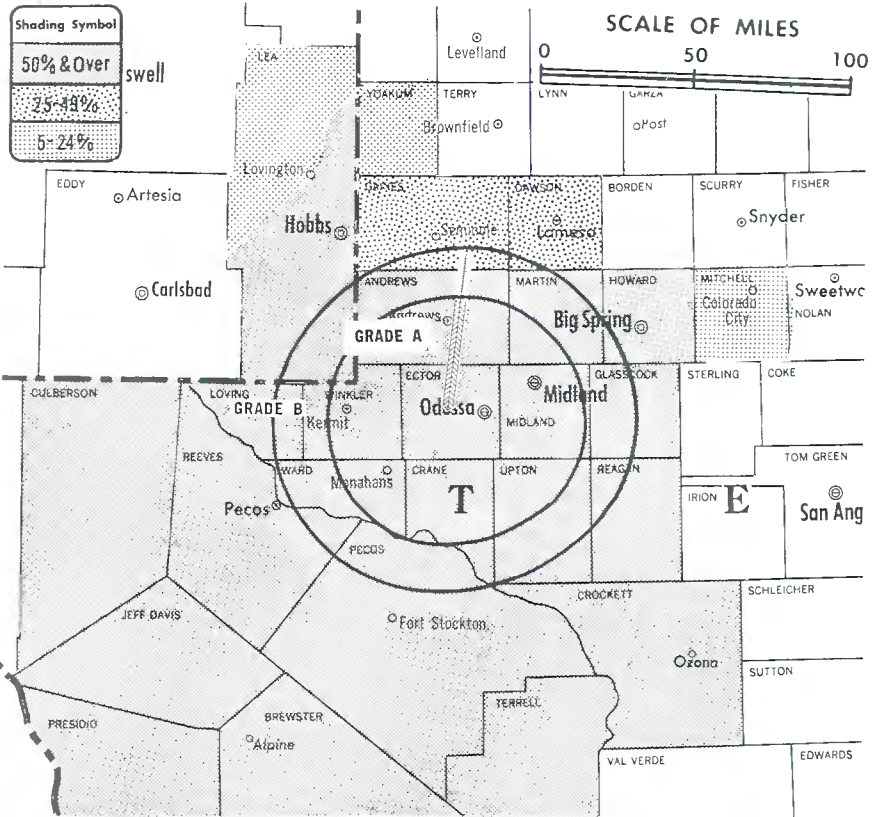 Shading Symbol
50% & Over
25-49%
5-24%
swell
SCALE OF MILES
0
50
100
LEA
Levelland
YOAKUM
TERRY
LYNN
GARZA
Brownfield
Post
Lovington
EDDY
Artesia
GAINES
DAWSON
BORDEN
SCURRY
FISHER
Hobbs
Seminole
Lamesa
Snyder
Carlsbad
ANDREWS
MARTIN
HOWARD
MITCHELL
Colorado
City
Sweetwc
NOLAN
Andrews
Big Spring
GRADE A
ECTOR
GLASSCOCK
STERLING
COKE
CULBERSON
LOVING
WINKLER
GRADE B
Kermit
Odessa
Midland
MIDLAND
REEVES
WARD
Monahans
CRANE
UPTON
REAGAN
TOM GREEN
T
IRION
E
San Ang
Pecos
PECOS
JEFF DAVIS
Fort Stockton
CROCKETT
SCHLEICHER
Ozona
SUTTON
TERRELL
PRESIDIO
BREWSTER
Alpine
VAL VERDE
EDWARDS